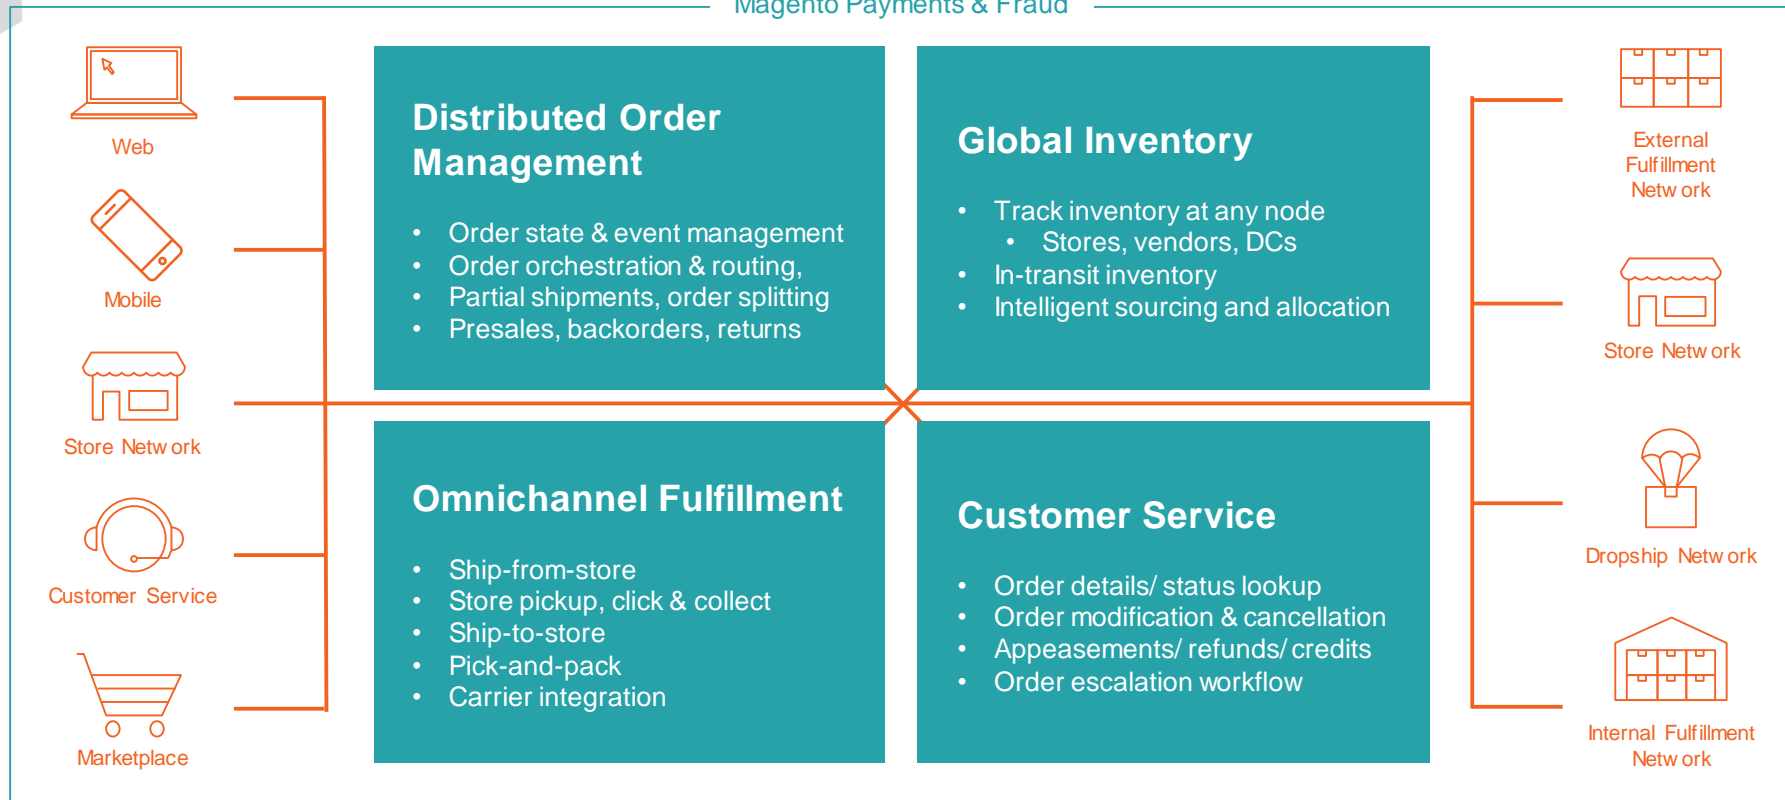 Magento Payments & Fraud
Web
Mobile
Store Network
Customer Service
Marketplace
Distributed Order
Management
• Order state & event management
• Order orchestration & routing,
• Partial shipments, order splitting
• Presales, backorders, returns
Global Inventory
• Track inventory at any node
• Stores, vendors, DCs
• In-transit inventory
• Intelligent sourcing and allocation
Omnichannel Fulfillment
• Ship-from-store
• Store pickup, click & collect
• Ship-to-store
• Pick-and-pack
• Carrier integration
Customer Service
• Order details/ status lookup
• Order modification & cancellation
• Appeasements/ refunds/ credits
• Order escalation workflow
External
Fulfillment
Network
Store Network
Dropship Network
Internal Fulfillment
Network